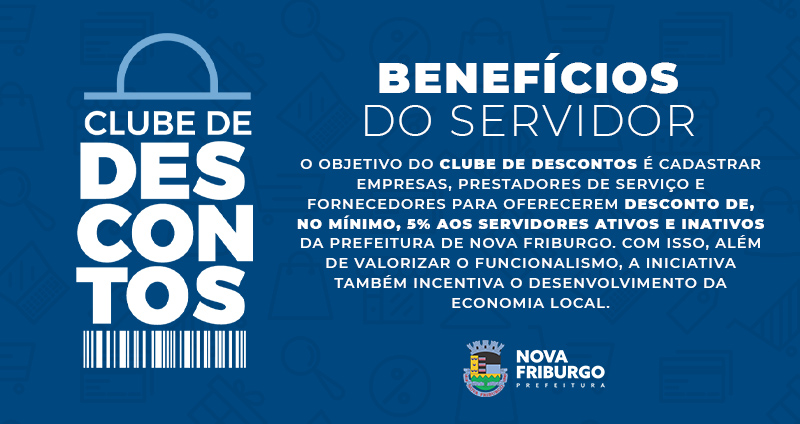 CLUBE DE
DES
CON
TOS
BENEFÍCIOS
DO SERVIDOR
O OBJETIVO DO CLUBE DE DESCONTOS É CADASTRAR
EMPRESAS, PRESTADORES DE SERVIÇO E
FORNECEDORES PARA OFERECEREM DESCONTO DE,
NO MÍNIMO, 5% AOS SERVIDORES ATIVOS E INATIVOS
DA PREFEITURA DE NOVA FRIBURGO. COM ISSO, ALÉM
DE VALORIZAR O FUNCIONALISMO, A INICIATIVA
TAMBÉM INCENTIVA O DESENVOLVIMENTO DA
ECONOMIA LOCAL.
NOVA
FRIBURGO
PREFEITURA